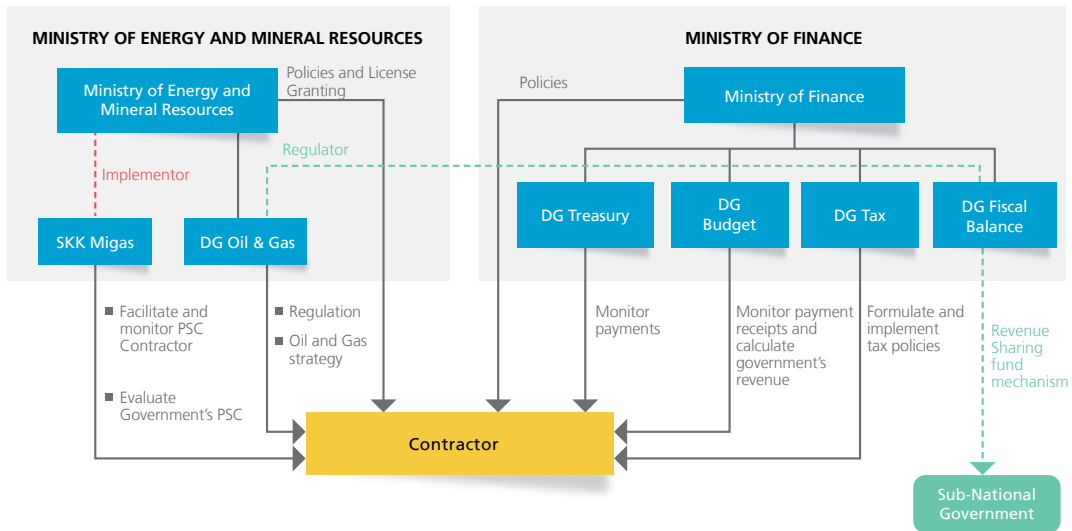 MINISTRY OF ENERGY AND MINERAL RESOURCES
Ministry of Energy and
Mineral Resources
Policies and License
Granting
Implementor
Regulator
SKK Migas
DG Oil & Gas
Facilitate and
monitor PSC
Contractor
Evaluate
Government's PSC
Regulation
Oil and Gas
strategy
MINISTRY OF FINANCE
Policies
Ministry of Finance
DG Treasury
DG
Budget
DG Tax
DG Fiscal
Balance
Monitor
payments
Monitor payment
receipts and
calculate
government's
revenue
Formulate and
implement
tax policies
Revenue
Sharing
fund
mechanism
Contractor
Sub-National
Government